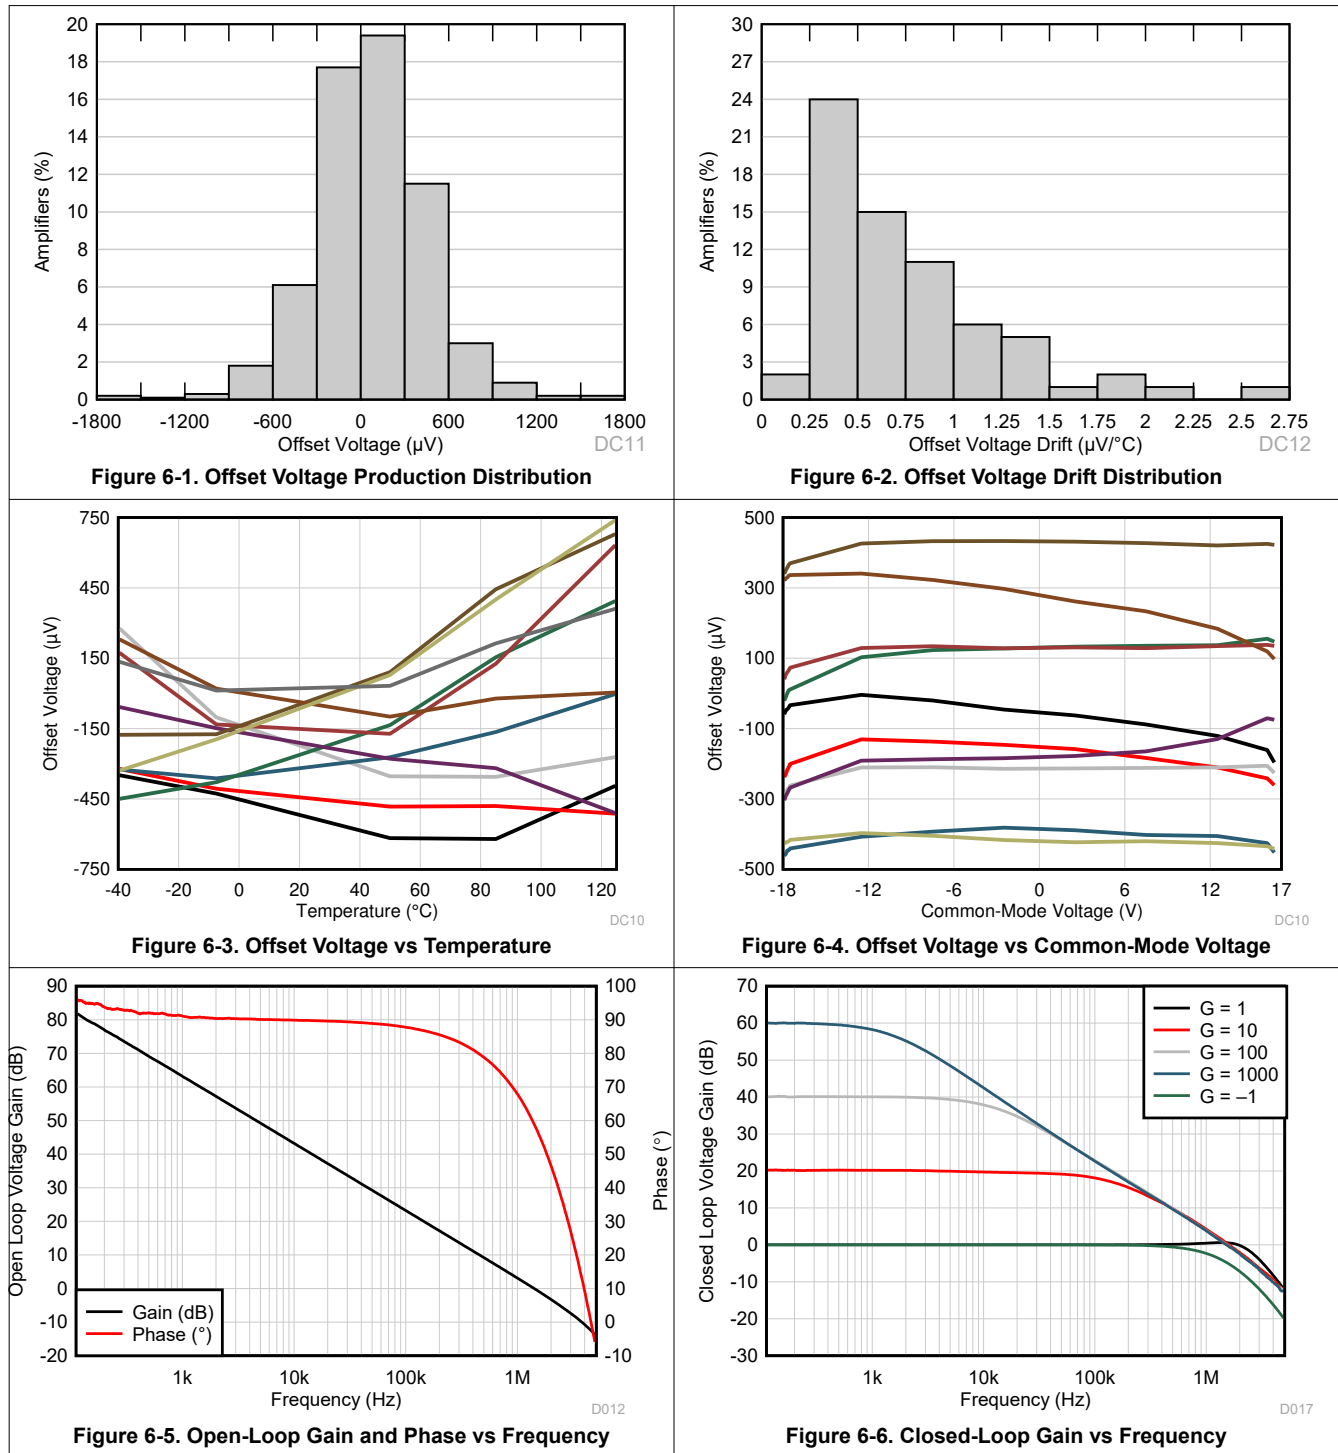 20
18
16
14
12
10
8
6
4
2
0
Amplifiers (%)
-1800 -1200 -600 0 600 1200 1800
Offset Voltage (µV)
DC11
Figure 6-1. Offset Voltage Production Distribution
30
27
24
21
18
15
12
9
6
3
0
Amplifiers (%)
0 0.25 0.5 0.75 1 1.25 1.5 1.75 2 2.25 2.5 2.75
Offset Voltage Drift (µV/°C)
DC12
Figure 6-2. Offset Voltage Drift Distribution
750
450
150
-150
-450
-750
Offset Voltage (µV)
-40 -20 0 20 40 60 80 100 120
Temperature (°C)
DC10
Figure 6-3. Offset Voltage vs Temperature
500
300
100
-100
-300
-500
Offset Voltage (µV)
-18 -12 -6 0 6 12 17
Common-Mode Voltage (V)
DC10
Figure 6-4. Offset Voltage vs Common-Mode Voltage
90
80
70
60
50
40
30
20
10
0
-10
-20
Open Loop Voltage Gain (dB)
100
90
80
70
60
50
40
30
20
10
0
-10
Phase (°)
Gain (dB)
Phase (°)
1k 10k 100k 1M
Frequency (Hz)
D012
Figure 6-5. Open-Loop Gain and Phase vs Frequency
70
60
50
40
30
20
10
0
-10
-20
-30
Closed Lopp Voltage Gain (dB)
G = 1
G = 10
G = 100
G = 1000
G = –1
1k 10k 100k 1M
Frequency (Hz)
D017
Figure 6-6. Closed-Loop Gain vs Frequency